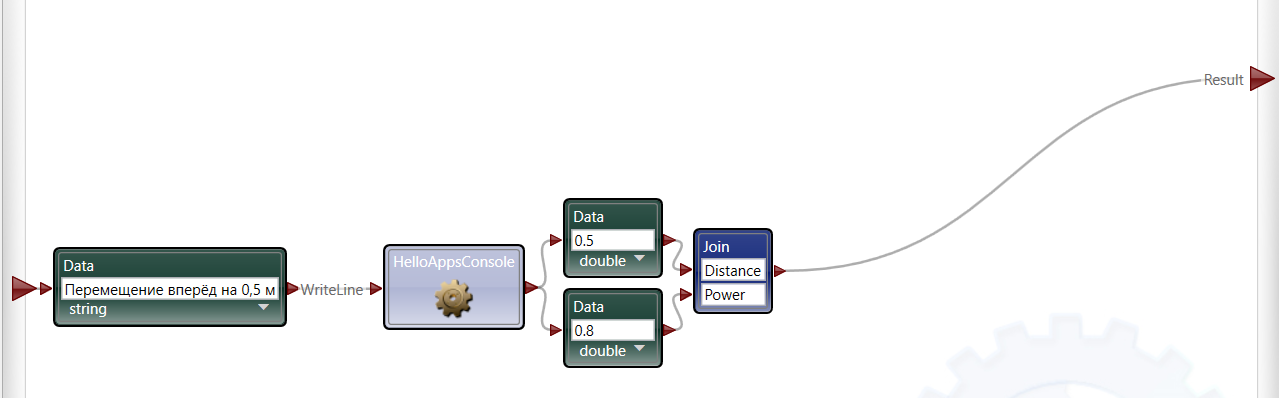 Result
Data
Перемещение вперёд на 0,5 м
string
WriteLine
HelloAppsConsole
Data
0.5
double
Data
0.8
double
Join
Distance
Power